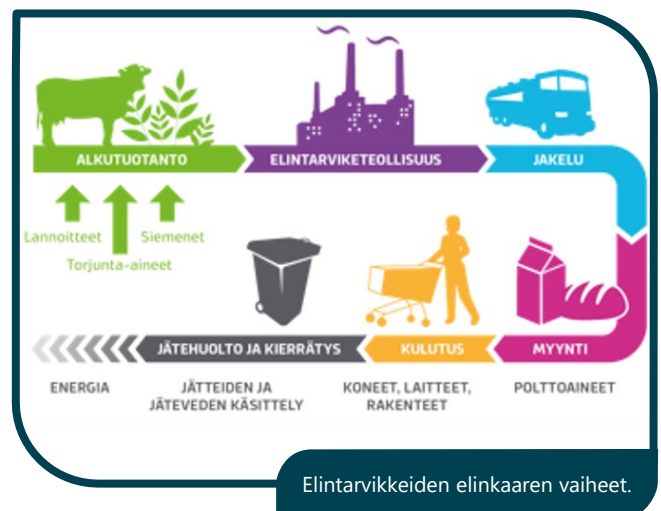 ALKUTUOTANTO
ELINTARVIKETEOLLISUUS
JAKELU
Lannoitteet
Siemenet
Torjunta-aineet
JÄTEHUOLTO JA KIERRÄTYS
KULUTUS
MYYNTI
ENERGIA
JÄTTEIDEN JA
JÄTEVEDEN KÄSITTELY
KONEET, LAITTEET,
RAKENTEET
POLTTOAINEET
Elintarvikkeiden elinkaaren vaiheet.